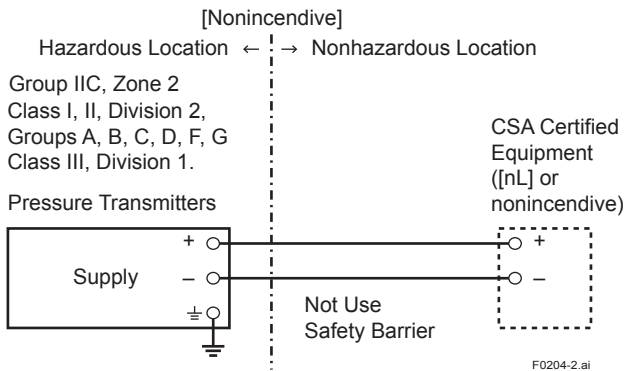 [Nonincendive]
Hazardous Location ← → Nonhazardous Location
Group IIC, Zone 2
Class I, II, Division 2,
Groups A, B, C, D, F, G
Class III, Division 1.
Pressure Transmitters
CSA Certified
Equipment
([nL] or
nonincendive)
+
Supply
–
+
–
Not Use
Safety Barrier
F0204-2.ai